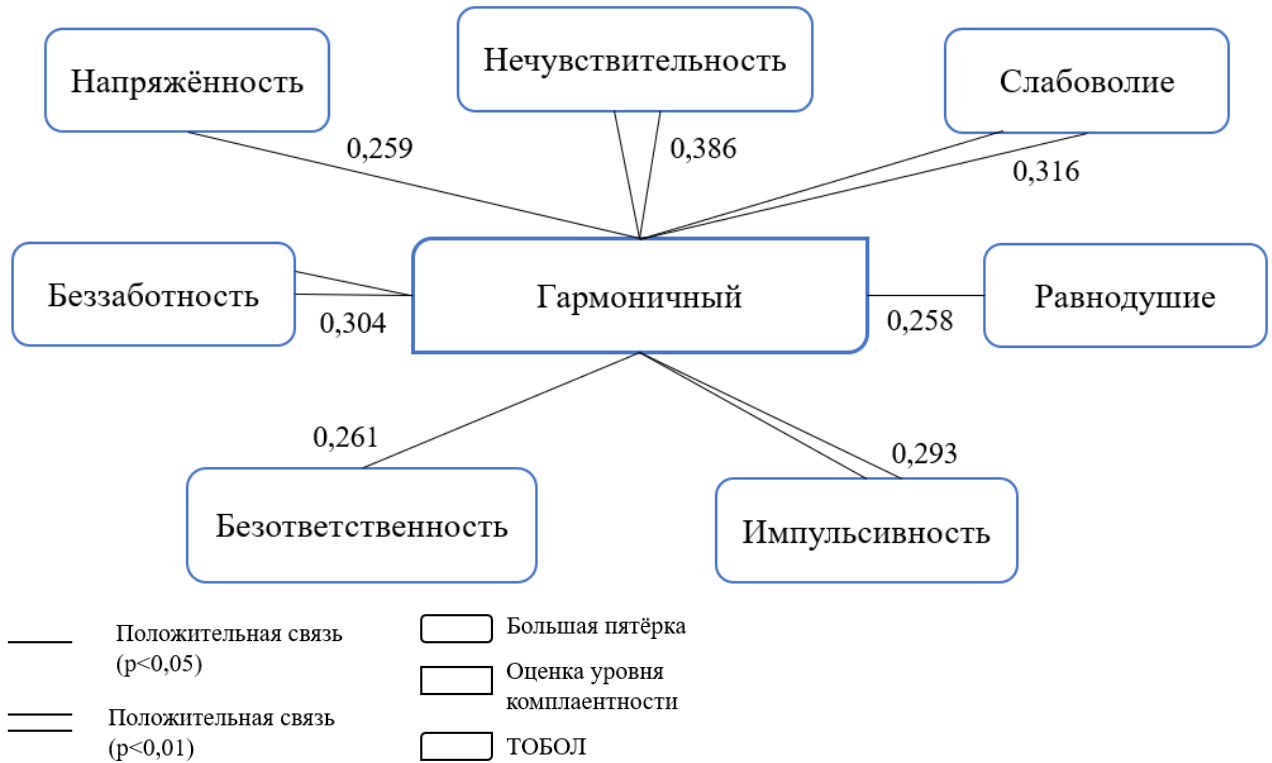 Напряжённость
Нечувствительность
Слабоволие
0,259
0,386
0,316
Беззаботность
Гармоничный
Равнодушие
0,304
0,258
0,261
0,293
Безответственность
Импульсивность
Положительная связь
(p<0,05)
Положительная связь
(p<0,01)
Большая пятёрка
Оценка уровня
комплаентности
ТОБОЛ